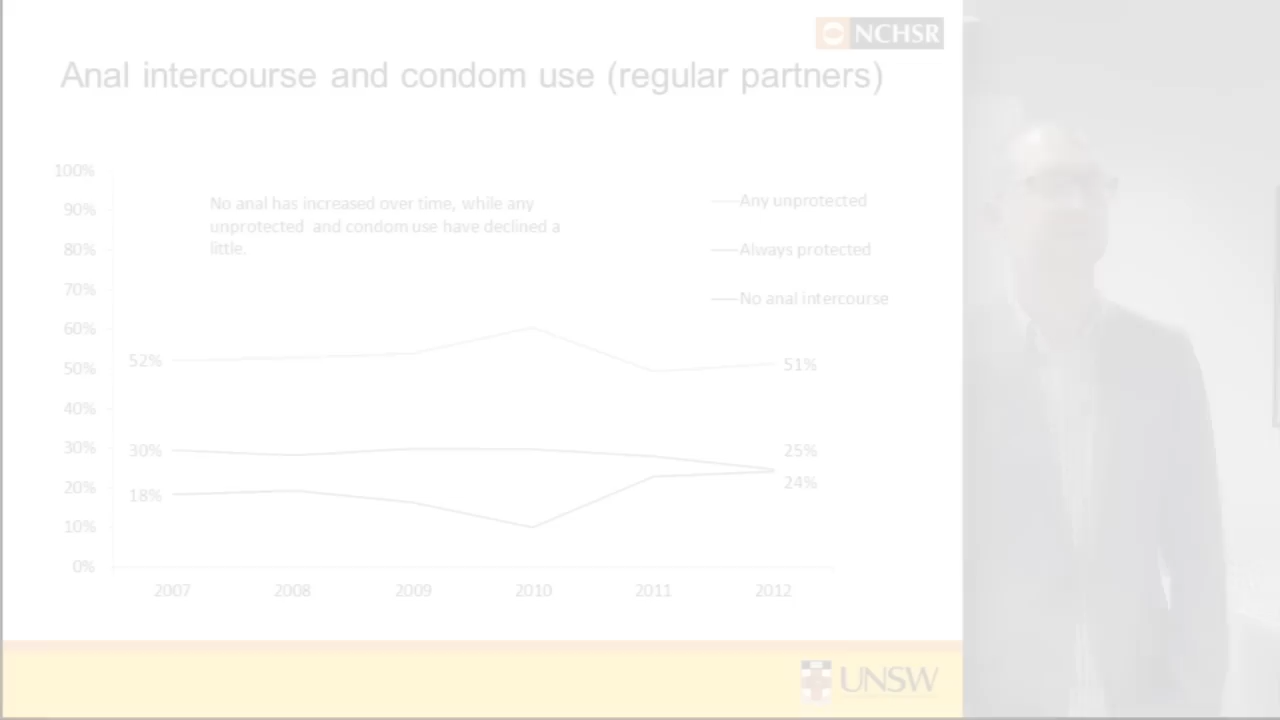 NCHSR
Anal intercourse and condom use (regular partners)
100%
90%
80%
70%
60%
50%
40%
30%
20%
10%
0%
No anal has increased over time, while any
unprotected and condom use have declined a
little.
Any unprotected
Always protected
No anal intercourse
52%
51%
30%
25%
18%
24%
2007 2008 2009 2010 2011 2012
UNSW